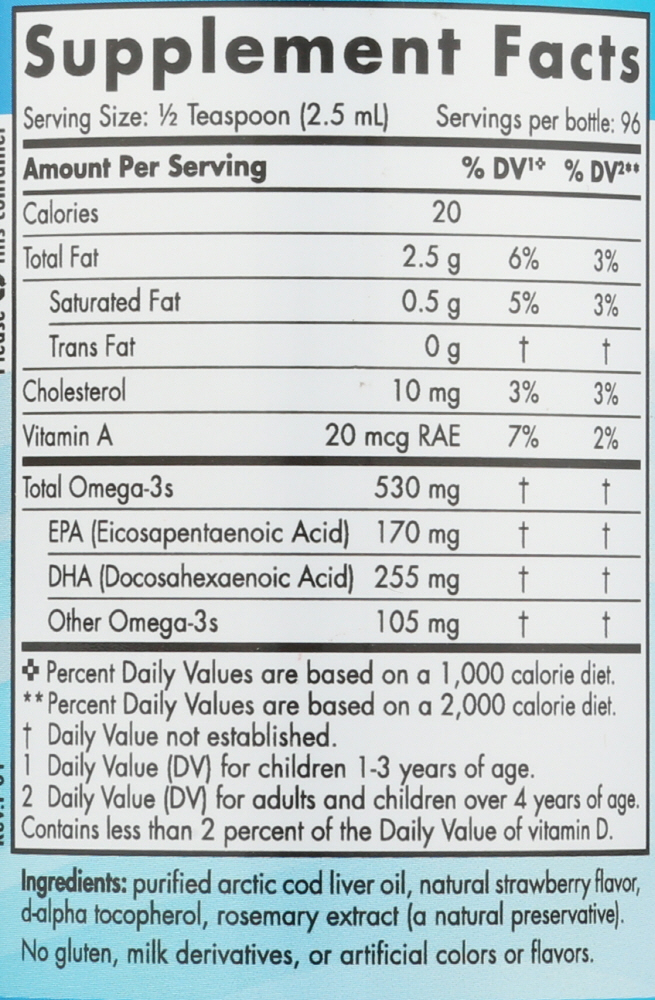 Supplement Facts
Serving Size: ½ Teaspoon (2.5 mL) Servings per bottle: 96
Amount Per Serving % DV¹✣ % DV²**
Calories 20
Total Fat 2.5 g 6% 3%
Saturated Fat 0.5 g 5% 3%
Trans Fat 0 g † †
Cholesterol 10 mg 3% 3%
Vitamin A 20 mcg RAE 7% 2%
Total Omega-3s 530 mg † †
EPA (Eicosapentaenoic Acid) 170 mg † †
DHA (Docosahexaenoic Acid) 255 mg † †
Other Omega-3s 105 mg † †
✣ Percent Daily Values are based on a 1,000 calorie diet.
** Percent Daily Values are based on a 2,000 calorie diet.
† Daily Value not established.
1 Daily Value (DV) for children 1-3 years of age.
2 Daily Value (DV) for adults and children over 4 years of age.
Contains less than 2 percent of the Daily Value of vitamin D.
Ingredients: purified arctic cod liver oil, natural strawberry flavor,
d-alpha tocopherol, rosemary extract (a natural preservative).
No gluten, milk derivatives, or artificial colors or flavors.